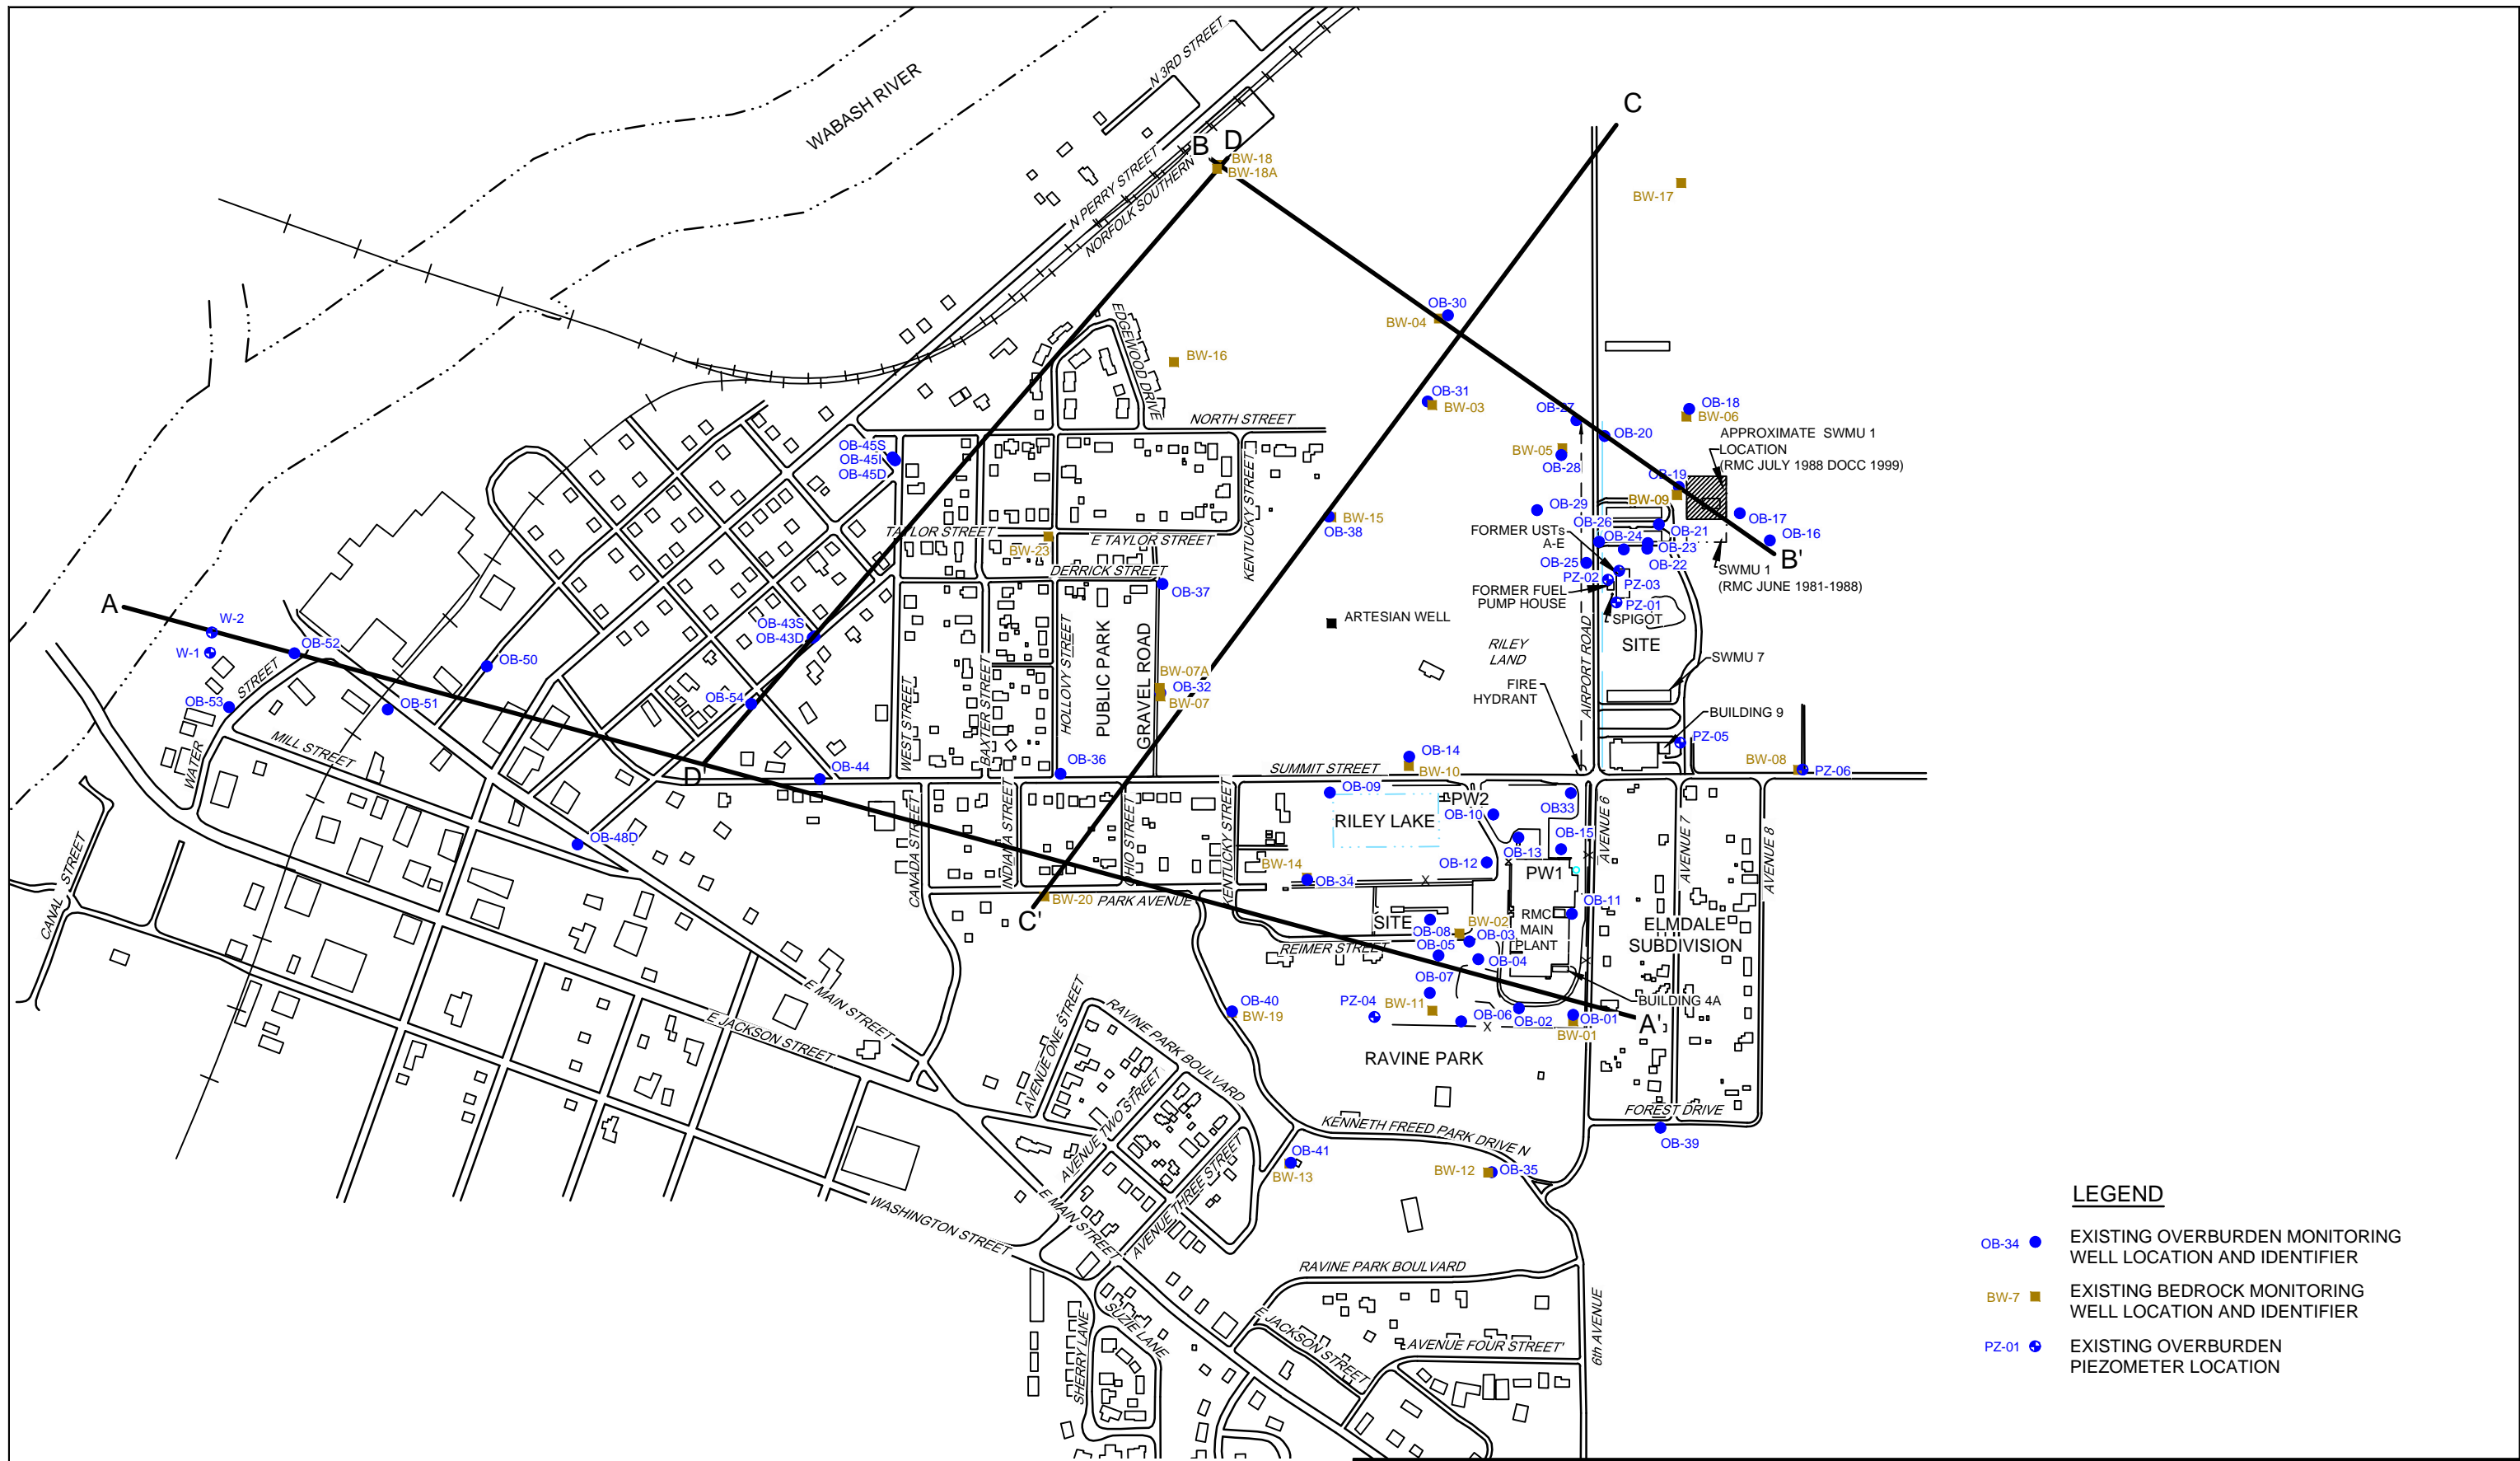 N 3RD STREET
WABASH RIVER
C
B
D
BW-18
BW-18A
N PERRY STREET
NORFOLK SOUTHERN
BW-17
OB-30
BW-04
EDGEWOOD DRIVE
BW-16
OB-31
BW-03
NORTH STREET
OB-27
OB-18
BW-06
OB-20
APPROXIMATE SWMU 1
LOCATION
(RMC JULY 1988 DOCC 1999)
OB-45S
OB-45I
OB-45D
BW-05
OB-28
OB-19
BW-09
KENTUCKY STREET
OB-29
OB-17
BW-15
OB-38
OB-26
OB-21
OB-16
FORMER USTs
A-E
TAYLOR STREET
E TAYLOR STREET
BW-23
OB-24
OB-23
OB-22
B'
OB-25
DERRICK STREET
SWMU 1
(RMC JUNE 1981-1988)
PZ-02
PZ-03
OB-37
FORMER FUEL
PUMP HOUSE
PZ-01
SPIGOT
A
W-2
W-1
OB-52
OB-43S
OB-43D
ARTESIAN WELL
RILEY
LAND
AIRPORT ROAD
SITE
SWMU 7
OB-50
HOLLOVY STREET
PUBLIC PARK
GRAVEL ROAD
BW-07A
OB-32
BW-07
FIRE
HYDRANT
STREET
WATER
OB-53
OB-51
OB-54
WEST STREET
BAXTER STREET
BUILDING 9
PZ-05
MILL STREET
OB-14
BW-10
BW-08
PZ-06
D'
OB-44
OB-36
SUMMIT STREET
OB-09
PW2
OB-10
OB33
RILEY LAKE
OB-48D
CANADA STREET
INDIANA STREET
OHIO STREET
KENTUCKY STREET
OB-15
OB-13
OB-12
AVENUE 6
AVENUE 7
AVENUE 8
BW-14
OB-34
X
X
X
PW1
CANAL STREET
BW-20
C'
PARK AVENUE
OB-11
SITE
OB-08
BW-02
OB-03
RMC
MAIN
PLANT
ELMDALE
SUBDIVISION
REIMER STREET
OB-05
OB-04
X
OB-07
E MAIN STREET
OB-40
BW-19
PZ-04
BW-11
OB-06
OB-02
OB-01
BW-01
X
BUILDING 4A
A'
E JACKSON STREET
AVENUE ONE STREET
RAVINE PARK BOULVARD
RAVINE PARK
AVENUE TWO STREET
FOREST DRIVE
KENNETH FREED PARK DRIVE N
OB-39
OB-41
BW-13
BW-12
OB-35
AVENUE THREE STREET
E MAIN STREET
WASHINGTON STREET
RAVINE PARK BOULVARD
SUZIE LANE
SHERRY LANE
E JACKSON STREET
AVENUE FOUR STREET'
6th AVENUE
LEGEND
OB-34 EXISTING OVERBURDEN MONITORING
WELL LOCATION AND IDENTIFIER
BW-7 EXISTING BEDROCK MONITORING
WELL LOCATION AND IDENTIFIER
PZ-01 EXISTING OVERBURDEN
PIEZOMETER LOCATION